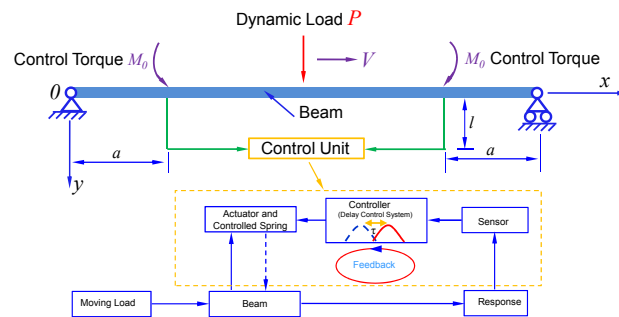 Dynamic Load P
Control Torque M₀
V
M₀ Control Torque
0
x
Beam
l
Control Unit
a
a
y
Controller
(Delay Control System)
τ
Actuator and
Controlled Spring
Sensor
Feedback
Moving Load
Beam
Response